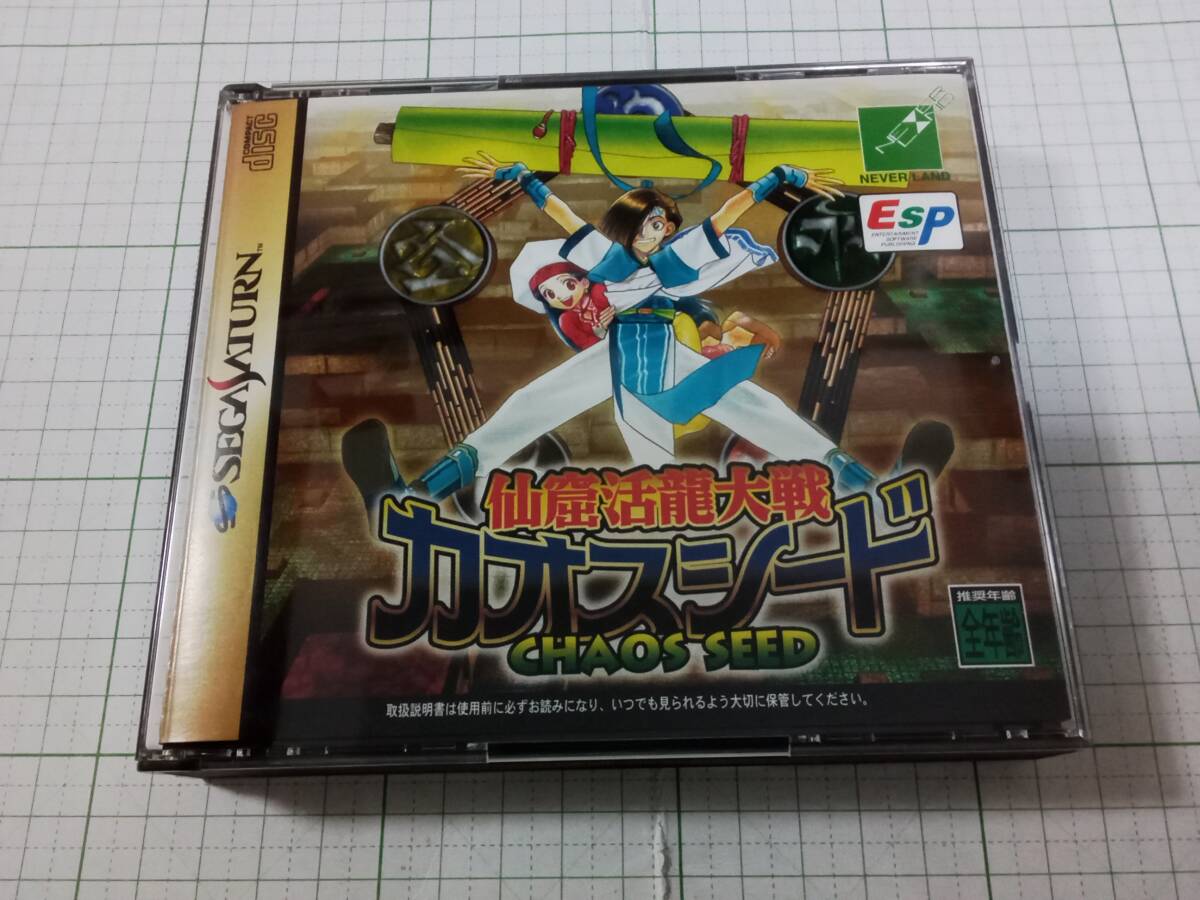 COMPACT
disc
SEGA SATURN™
NEVERLAND
ESP
ENTERTAINMENT
SOFTWARE
PUBLISHING
仙窟活龍大戦
カオスシード
CHAOS SEED
推奨年齢
全年齢
取扱説明書は使用前に必ずお読みになり、いつでも見られるよう大切に保管してください。